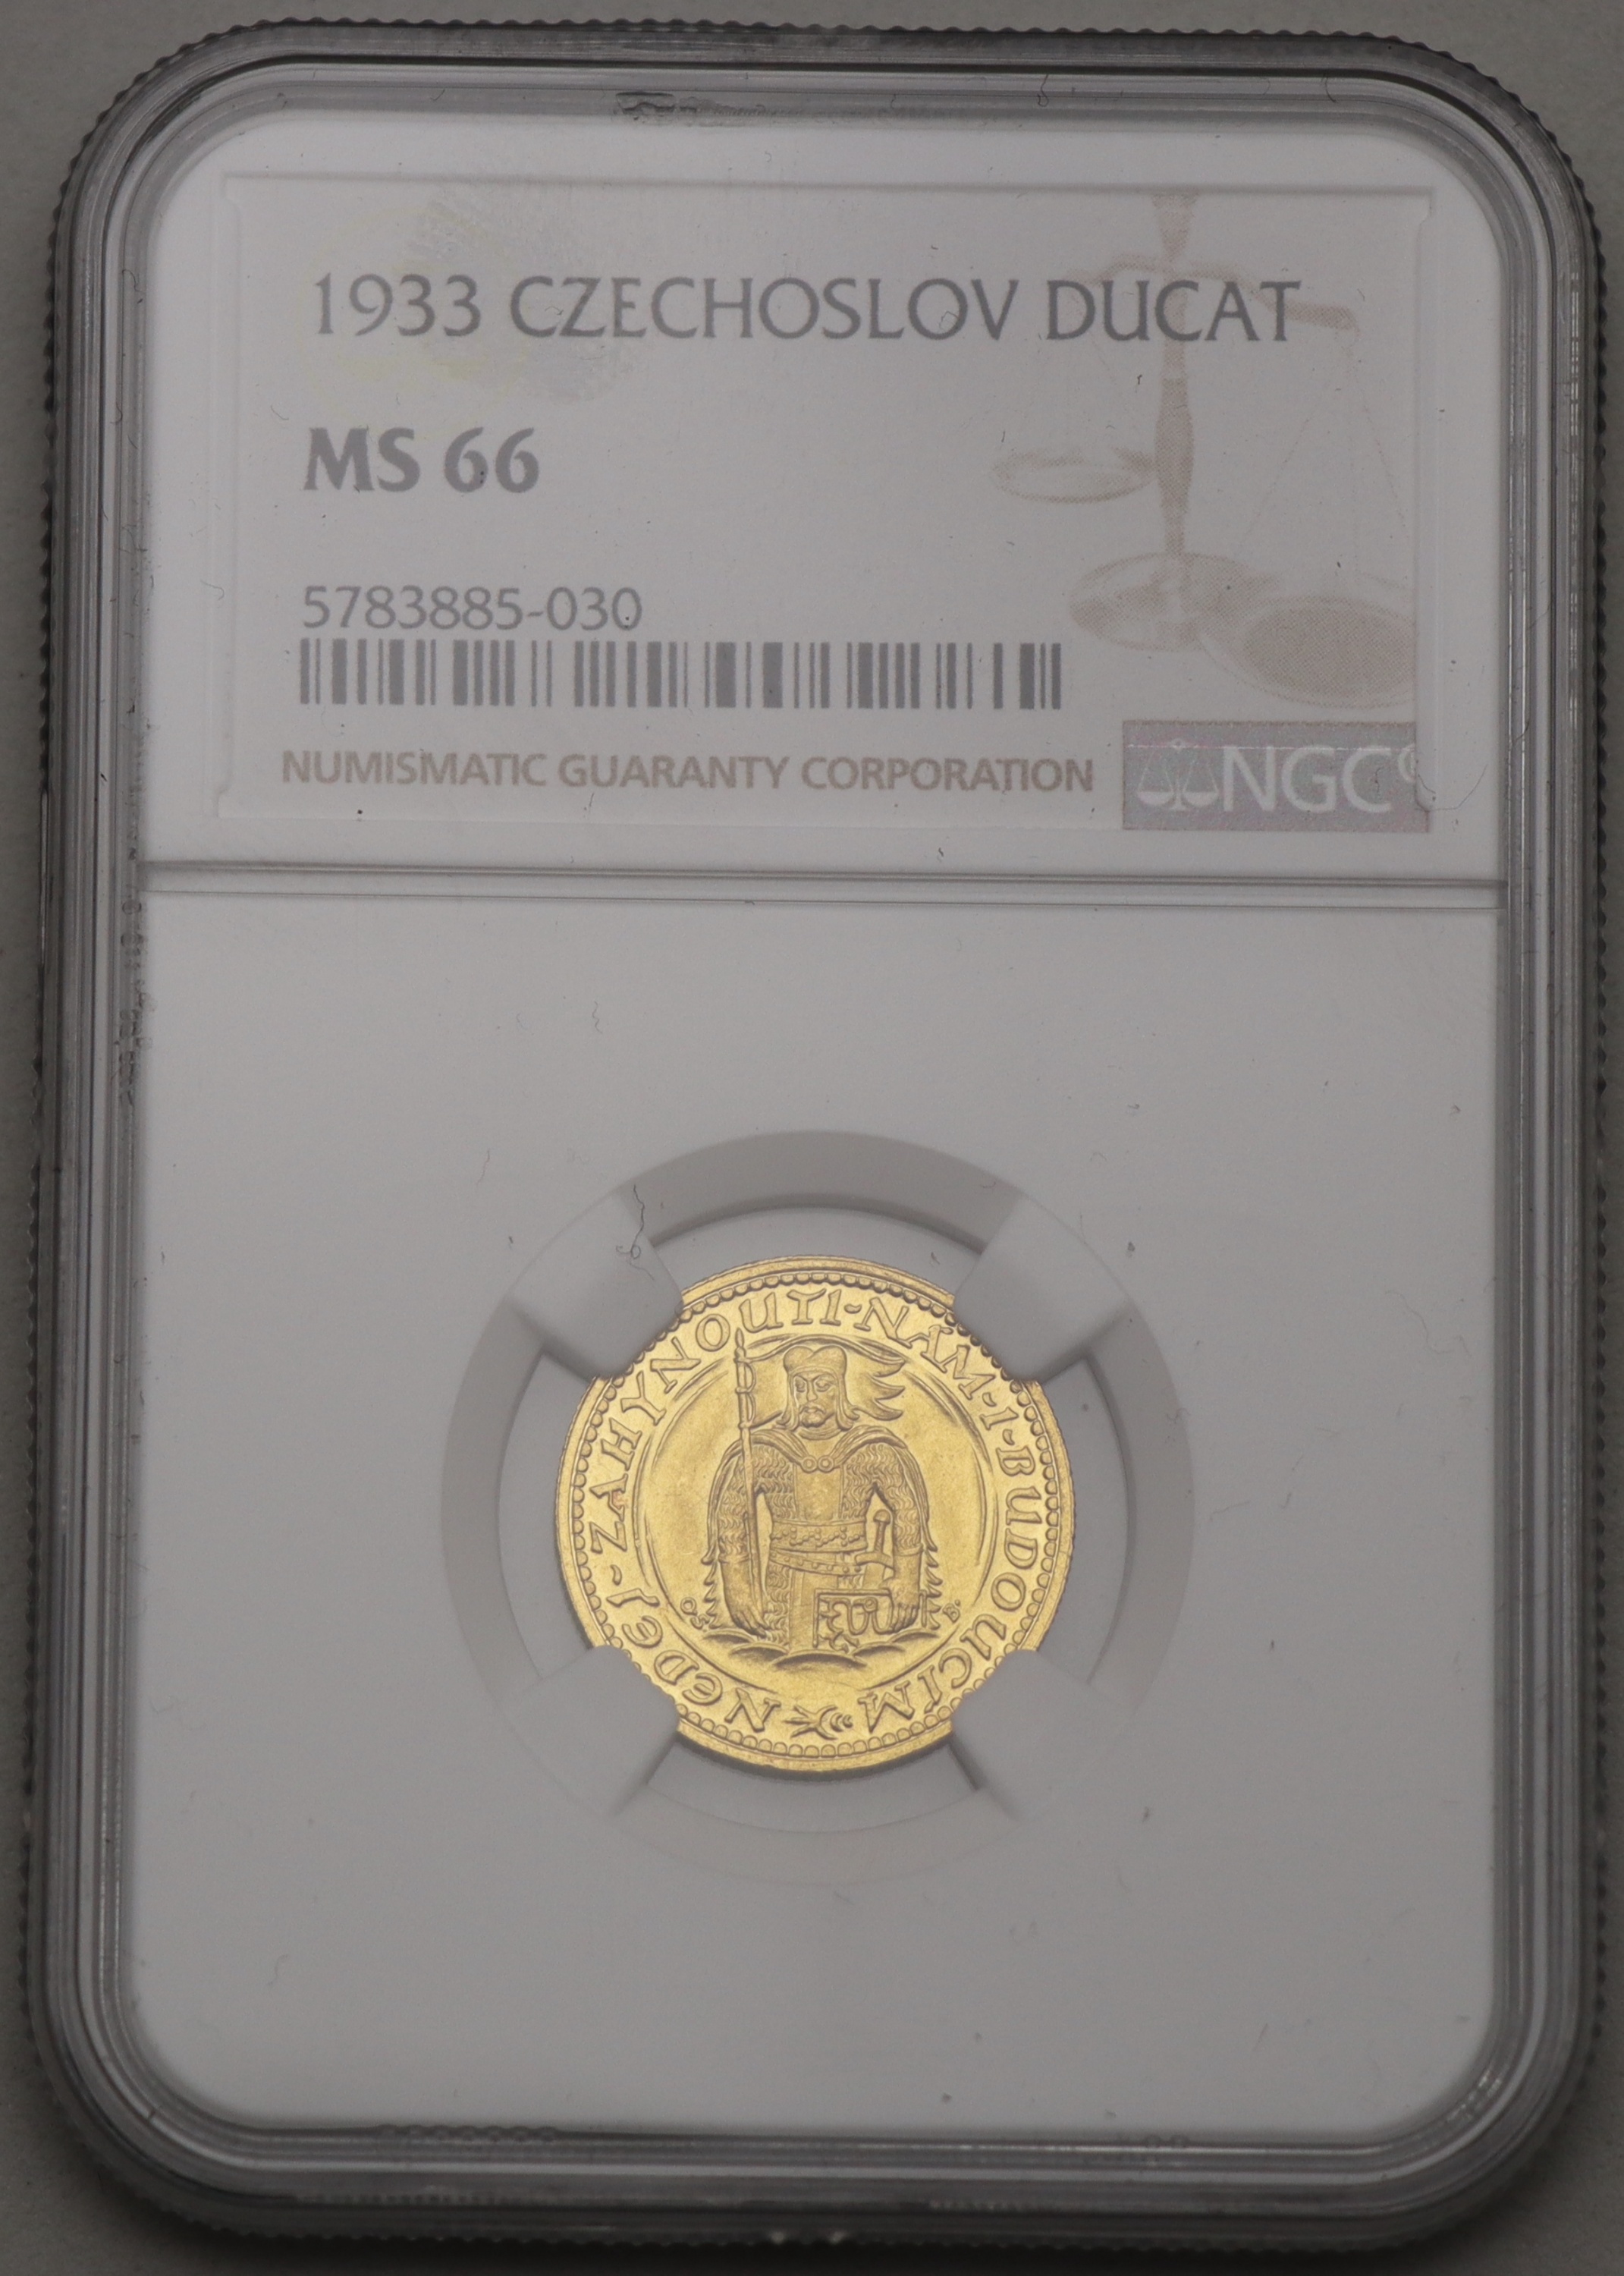 1933 CZECHOSLOV DUCAT
MS 66
5783885-030
NUMISMATIC GUARANTY CORPORATION
NGC
NEDEJ-ZAHYNOUTI-NÁM-I-BUDOUCÍM
O.S. B.